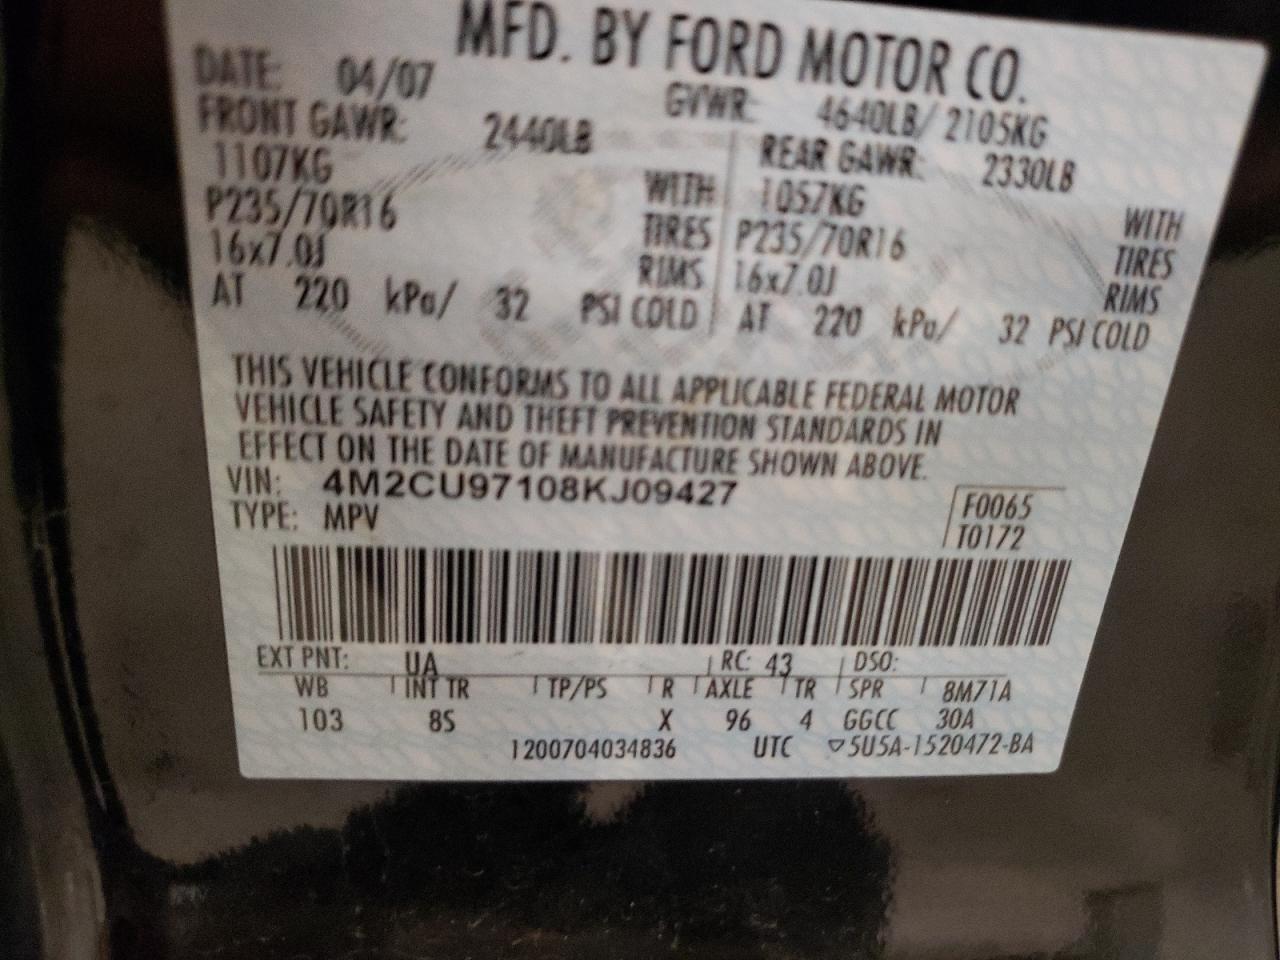 MFD. BY FORD MOTOR CO.
DATE: 04/07 GVWR: 4640LB/ 2105KG
FRONT GAWR: 2440LB REAR GAWR: 2330LB
1107KG WITH 1057KG WITH
P235/70R16 TIRES P235/70R16 TIRES
16x7.0J RIMS 16x7.0J RIMS
AT 220 kPa/ 32 PSI COLD AT 220 kPa/ 32 PSI COLD
THIS VEHICLE CONFORMS TO ALL APPLICABLE FEDERAL MOTOR
VEHICLE SAFETY AND THEFT PREVENTION STANDARDS IN
EFFECT ON THE DATE OF MANUFACTURE SHOWN ABOVE.
VIN: 4M2CU97108KJ09427 F0065
TYPE: MPV T0172
EXT PNT: UA RC: 43 DSO:
WB INT TR TP/PS R AXLE TR SPR 8M71A
103 8S X 96 4 GGCC 30A
1200704034836 UTC ▽5U5A-1520472-BA